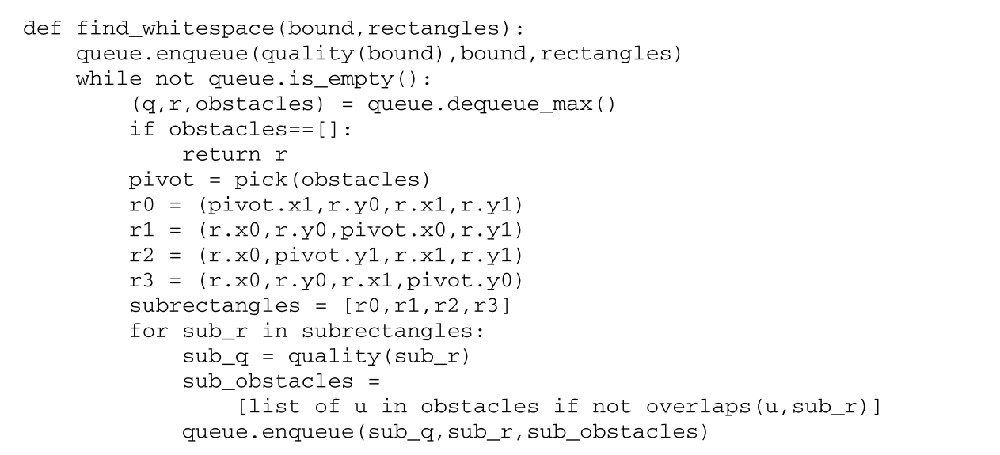 def find_whitespace(bound,rectangles):
    queue.enqueue(quality(bound),bound,rectangles)
    while not queue.is_empty():
        (q,r,obstacles) = queue.dequeue_max()
        if obstacles==[]:
            return r
        pivot = pick(obstacles)
        r0 = (pivot.x1,r.y0,r.x1,r.y1)
        r1 = (r.x0,r.y0,pivot.x0,r.y1)
        r2 = (r.x0,pivot.y1,r.x1,r.y1)
        r3 = (r.x0,r.y0,r.x1,pivot.y0)
        subrectangles = [r0,r1,r2,r3]
        for sub_r in subrectangles:
            sub_q = quality(sub_r)
            sub_obstacles =
                [list of u in obstacles if not overlaps(u,sub_r)]
            queue.enqueue(sub_q,sub_r,sub_obstacles)